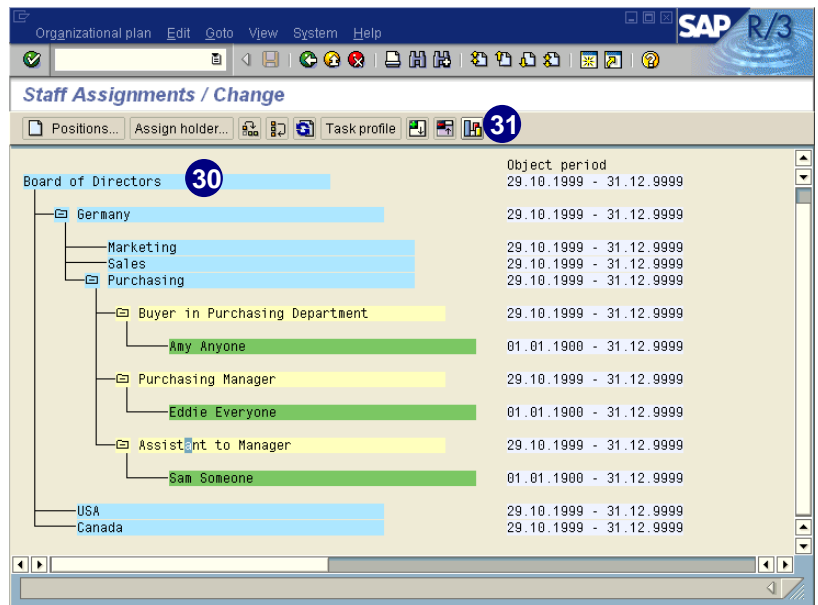 Organizational plan Edit Goto View System Help
SAP R/3
Staff Assignments / Change
Positions... Assign holder... Task profile 31
Object period
Board of Directors 30 29.10.1999 - 31.12.9999
Germany 29.10.1999 - 31.12.9999
Marketing 29.10.1999 - 31.12.9999
Sales 29.10.1999 - 31.12.9999
Purchasing 29.10.1999 - 31.12.9999
Buyer in Purchasing Department 29.10.1999 - 31.12.9999
Amy Anyone 01.01.1900 - 31.12.9999
Purchasing Manager 29.10.1999 - 31.12.9999
Eddie Everyone 01.01.1900 - 31.12.9999
Assistant to Manager 29.10.1999 - 31.12.9999
Sam Someone 01.01.1900 - 31.12.9999
USA 29.10.1999 - 31.12.9999
Canada 29.10.1999 - 31.12.9999